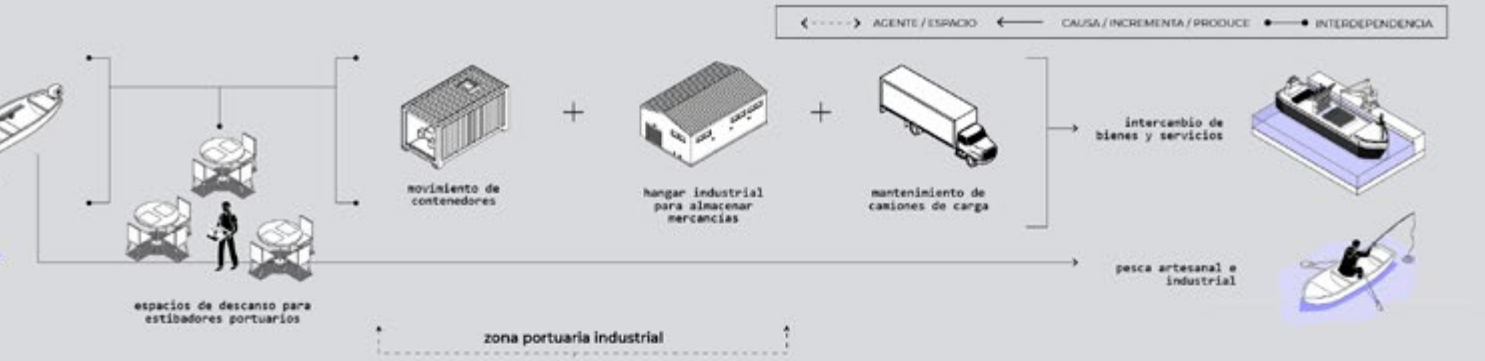 AGENTE / ESPACIO
CAUSA / INCREMENTA / PRODUCE
INTERDEPENDENCIA
movimiento de
contenedores
hangar industrial
para almacenar
mercancías
mantenimiento de
camiones de carga
intercambio de
bienes y servicios
pesca artesanal e
industrial
espacios de descanso para
estibadores portuarios
zona portuaria industrial